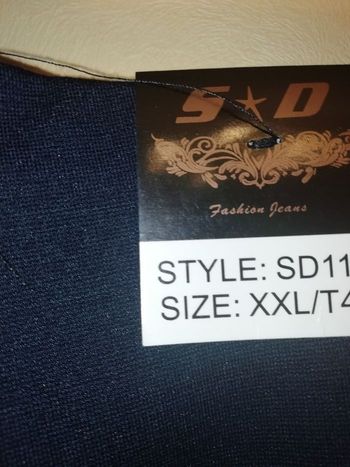 S★D
Fashion Jeans
STYLE: SD11
SIZE: XXL/T4